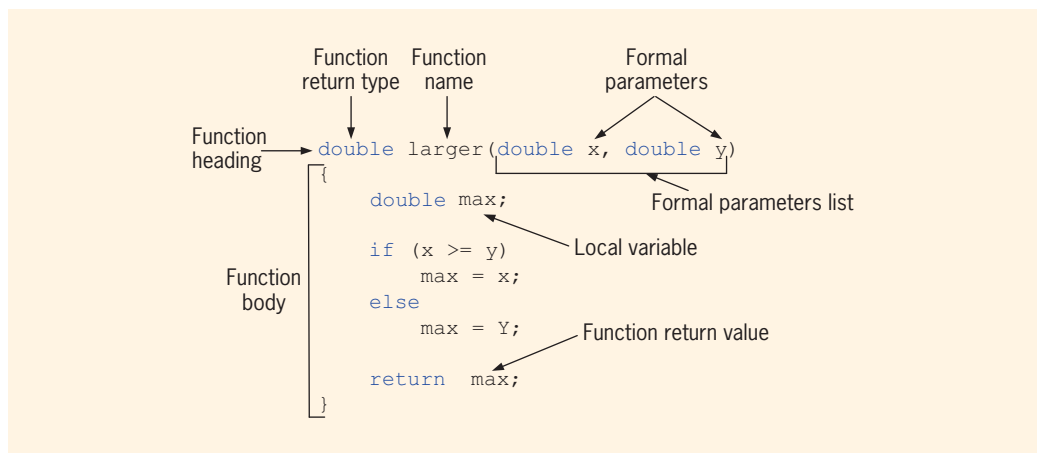 Function
return type
Function
name
Formal
parameters
Function
heading
double larger(double x, double y)
{
Formal parameters list
double max;
Local variable
if (x >= y)
max = x;
else
max = Y;
Function
body
Function return value
return max;
}